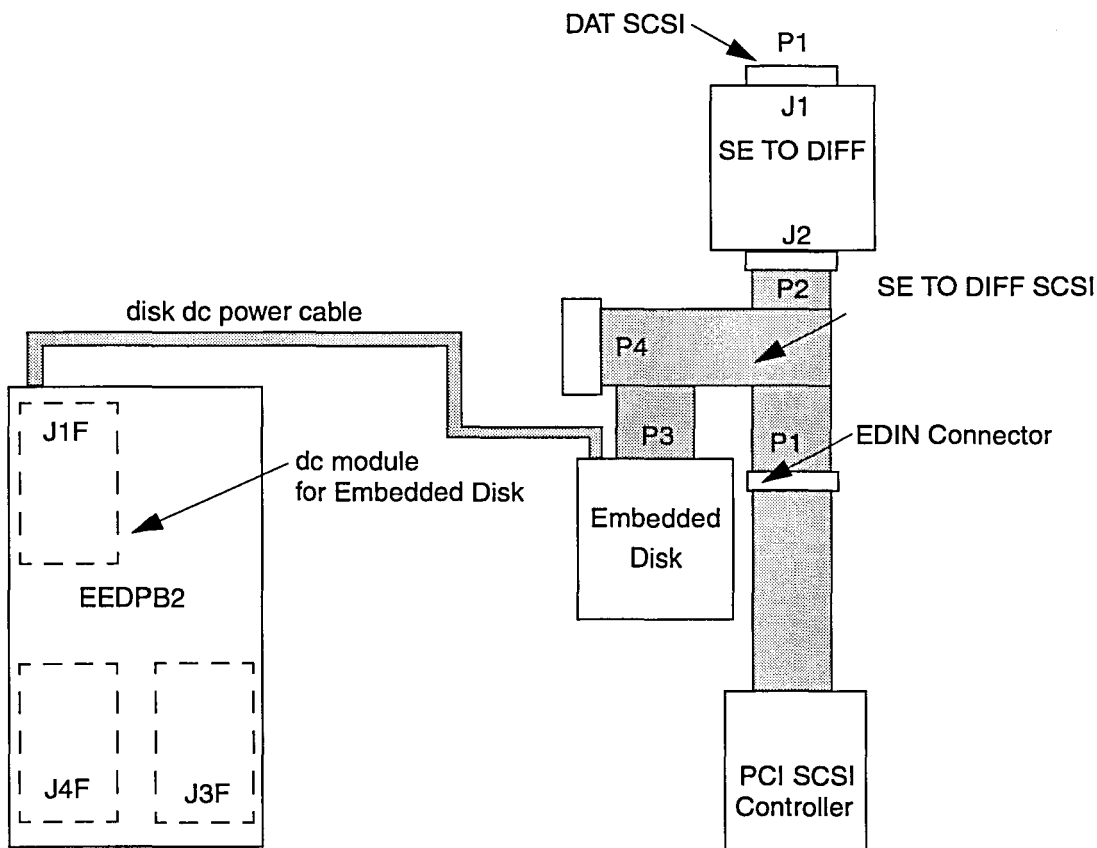 DAT SCSI
P1
J1
SE TO DIFF
J2
P2
SE TO DIFF SCSI
disk dc power cable
P4
P3
P1
EDIN Connector
J1F
dc module
for Embedded Disk
Embedded
Disk
EEDPB2
J4F
J3F
PCI SCSI
Controller